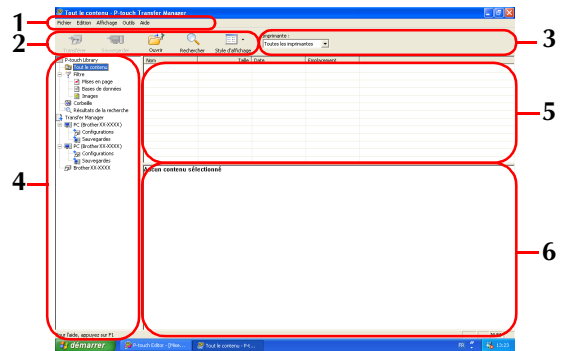 Tout le contenu - P-touch Transfer Manager
1
Fichier Edition Affichage Outils Aide
2
Transférer Sauvegarde Ouvrir Rechercher Style d'affichage
Imprimante :
Toutes les imprimantes
3
P-touch Library
Tout le contenu
Filtre
Mises en page
Bases de données
Images
Corbeille
Résultats de la recherche
Transfer Manager
PC (Brother XX-XXXX)
Configurations
Sauvegardes
PC (Brother XX-XXXX)
Configurations
Sauvegardes
Brother XX-XXXX
4
Nom Taille Date Emplacement
5
Aucun contenu sélectionné
6
Pour l'aide, appuyez sur F1
NUM
démarrer
P-touch Editor - [Mise...
Tout le contenu - P-t...
FR
13:23